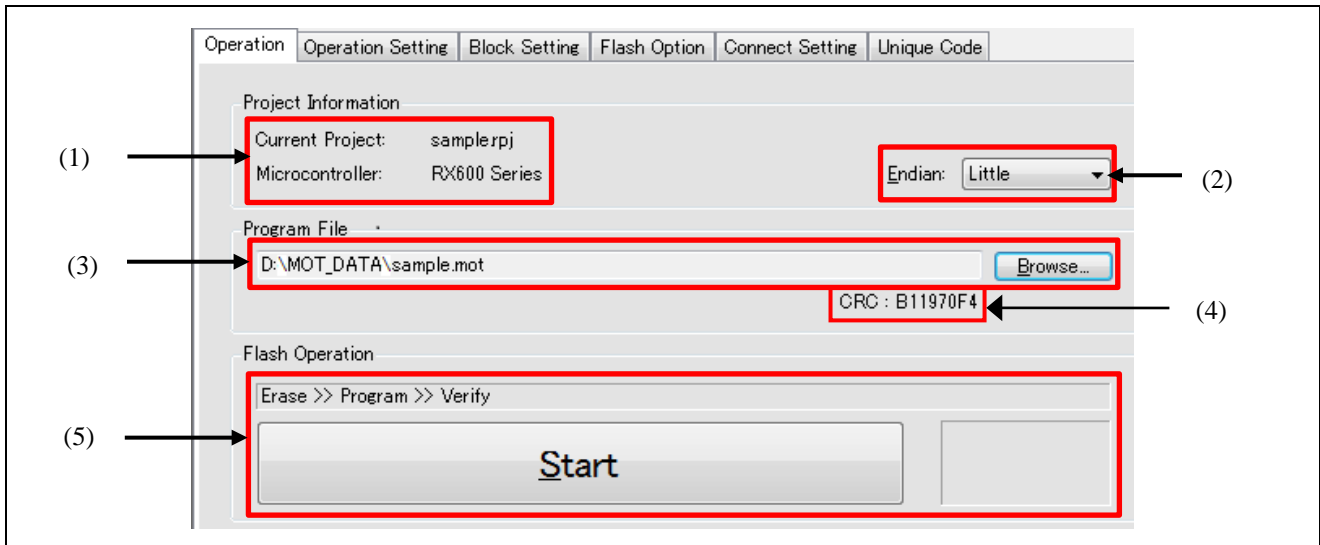 Operation Operation Setting Block Setting Flash Option Connect Setting Unique Code
Project Information
(1)
Current Project: sample.rpj
Microcontroller: RX600 Series
Endian: Little
(2)
Program File
(3)
D:\MOT_DATA\sample.mot
Browse...
CRC : B11970F4
(4)
Flash Operation
Erase >> Program >> Verify
(5)
Start